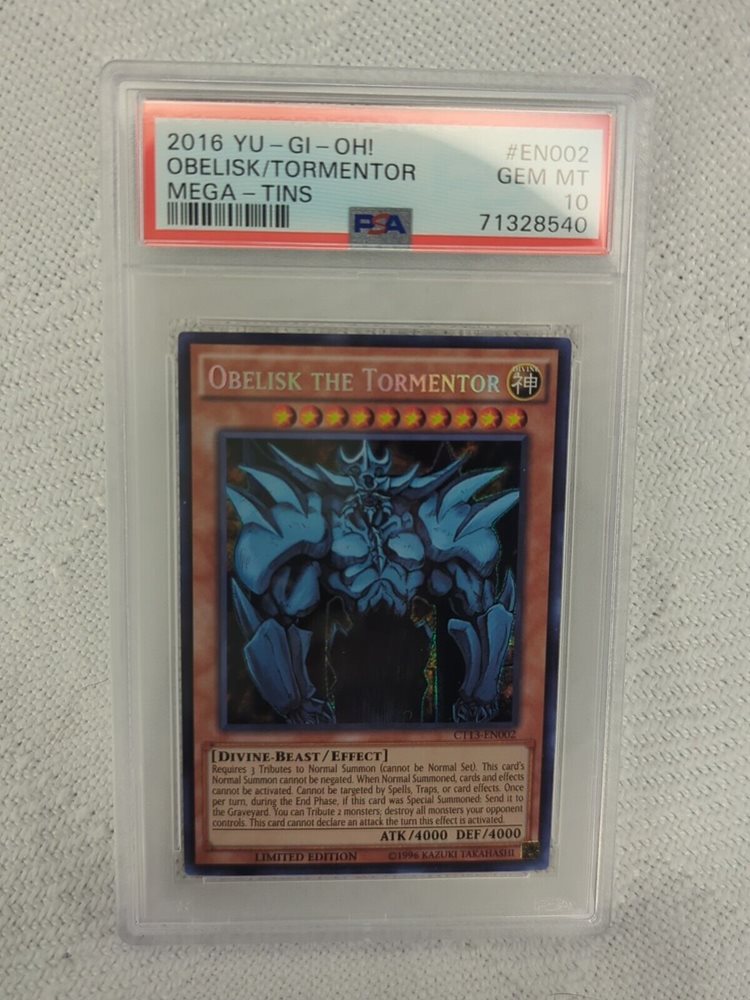 2016 YU-GI-OH! #EN002
OBELISK/TORMENTOR GEM MT
MEGA-TINS 10
PSA 71328540
OBELISK THE TORMENTOR
DIVINE
神
CT13-EN002
[DIVINE-BEAST/EFFECT]
Requires 3 Tributes to Normal Summon (cannot be Normal Set). This card's
Normal Summon cannot be negated. When Normal Summoned, cards and effects
cannot be activated. Cannot be targeted by Spells, Traps, or card effects. Once
per turn, during the End Phase, if this card was Special Summoned: Send it to
the Graveyard. You can Tribute 2 monsters; destroy all monsters your opponent
controls. This card cannot declare an attack the turn this effect is activated.
ATK/4000 DEF/4000
LIMITED EDITION ©1996 KAZUKI TAKAHASHI